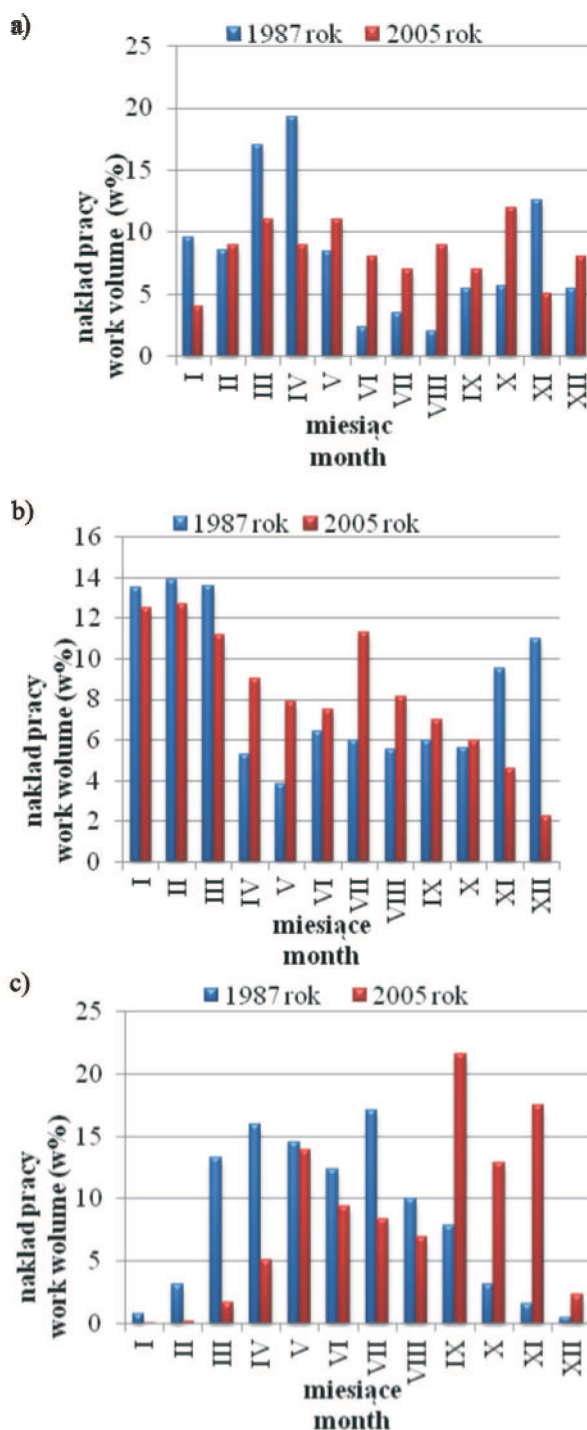 a)
1987 rok 2005 rok
nakład pracy
work volume (w%)
25
20
15
10
5
0
I II III IV V VI VII VIII IX X XI XII
miesiąc
month
b)
1987 rok 2005 rok
nakład pracy
work wolume (w%)
16
14
12
10
8
6
4
2
0
I II III IV V VI VII VIII IX X XI XII
miesiące
month
c)
1987 rok 2005 rok
nakład pracy
work wolume (w%)
25
20
15
10
5
0
I II III IV V VI VII VIII IX X XI XII
miesiące
month